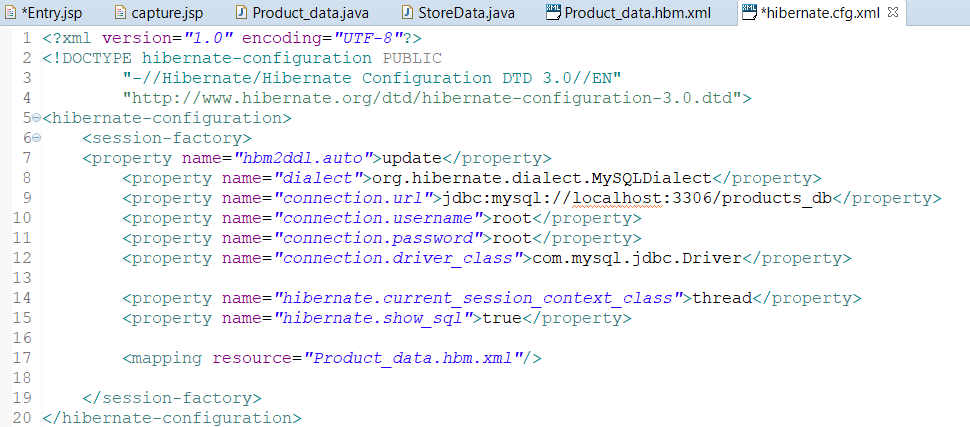 *Entry.jsp capture.jsp Product_data.java StoreData.java Product_data.hbm.xml *hibernate.cfg.xml
1 <?xml version="1.0" encoding="UTF-8"?>
2 <!DOCTYPE hibernate-configuration PUBLIC
3 "-//Hibernate/Hibernate Configuration DTD 3.0//EN"
4 "http://www.hibernate.org/dtd/hibernate-configuration-3.0.dtd">
5 <hibernate-configuration>
6 <session-factory>
7 <property name="hbm2ddl.auto">update</property>
8 <property name="dialect">org.hibernate.dialect.MySQLDialect</property>
9 <property name="connection.url">jdbc:mysql://localhost:3306/products_db</property>
10 <property name="connection.username">root</property>
11 <property name="connection.password">root</property>
12 <property name="connection.driver_class">com.mysql.jdbc.Driver</property>
13
14 <property name="hibernate.current_session_context_class">thread</property>
15 <property name="hibernate.show_sql">true</property>
16
17 <mapping resource="Product_data.hbm.xml"/>
18
19 </session-factory>
20 </hibernate-configuration>